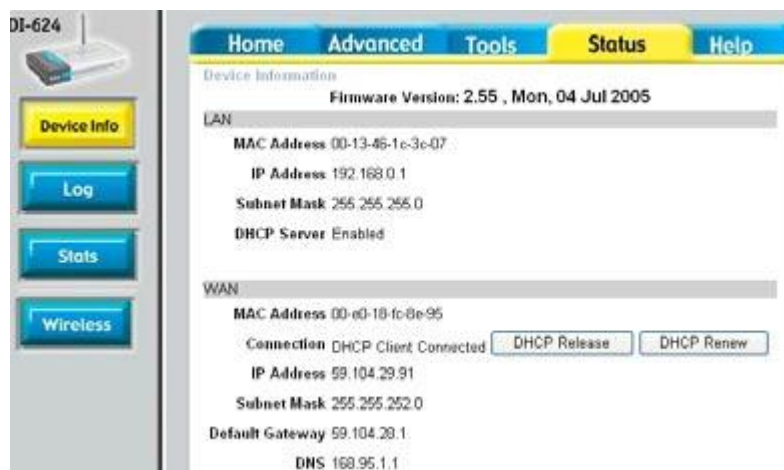 DI-624
Home Advanced Tools Status Help
Device Information
Firmware Version: 2.55 , Mon, 04 Jul 2005
Device Info
LAN
MAC Address 00-13-46-1c-3c-07
IP Address 192.168.0.1
Log
Subnet Mask 255.255.255.0
DHCP Server Enabled
Stats
WAN
MAC Address 00-e0-18-fc-8e-95
Wireless
Connection DHCP Client Connected DHCP Release DHCP Renew
IP Address 59.104.29.91
Subnet Mask 255.255.252.0
Default Gateway 59.104.28.1
DNS 168.95.1.1